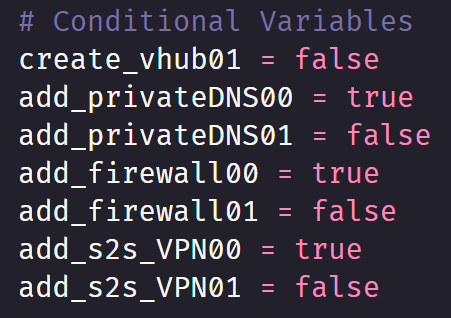 # Conditional Variables
create_vhub01 = false
add_privateDNS00 = true
add_privateDNS01 = false
add_firewall00 = true
add_firewall01 = false
add_s2s_VPN00 = true
add_s2s_VPN01 = false